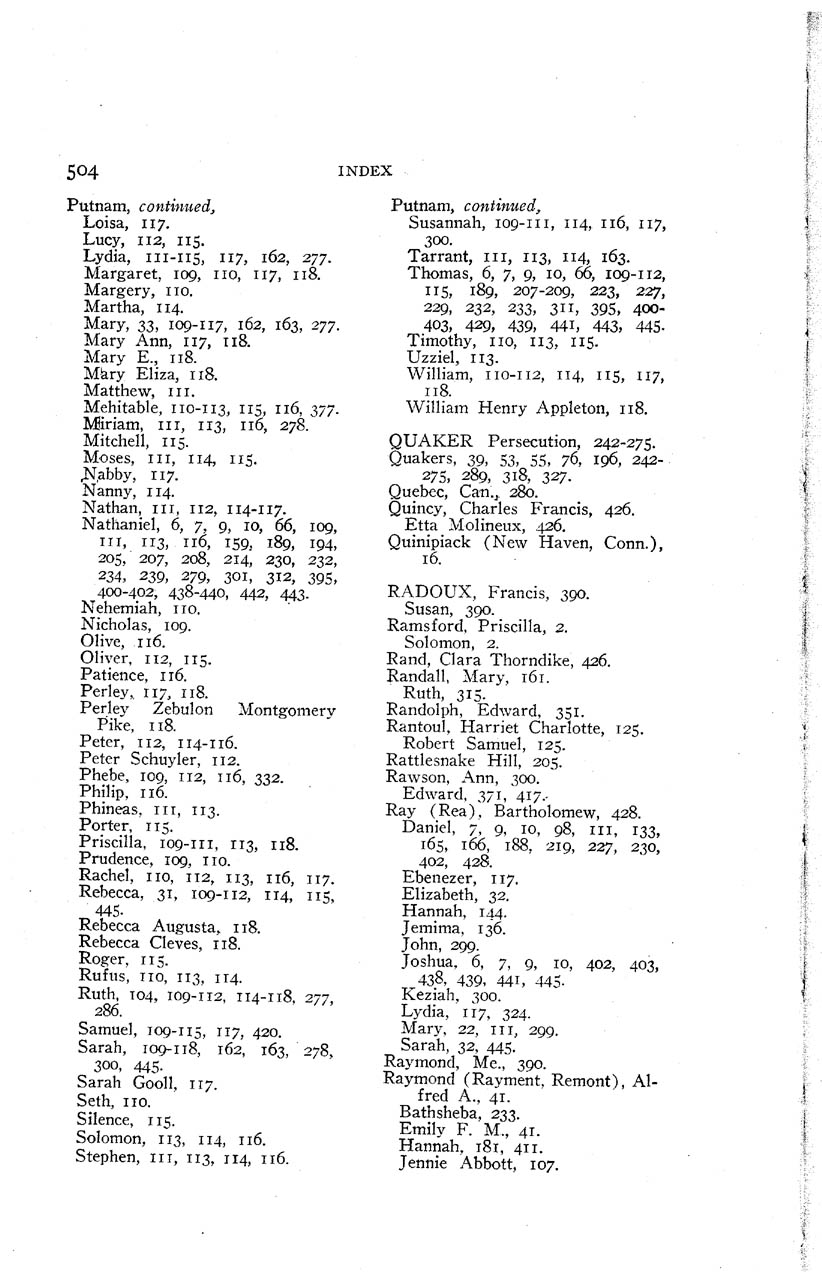 504
INDEX
Putnam, continued,
Loisa, 117.
Lucy, 112, 115.
Lydia, 111-115, 117, 162, 277.
Margaret, 109, 110, 117, 118.
Margery, 110.
Martha, 114.
Mary, 33, 109-117, 162, 163, 277.
Mary Ann, 117, 118.
Mary E., 118.
Mary Eliza, 118.
Matthew, 111.
Mehitable, 110-113, 115, 116, 377.
Miriam, 111, 113, 116, 278.
Mitchell, 115.
Moses, 111, 114, 115.
Nabby, 117.
Nanny, 114.
Nathan, 111, 112, 114-117.
Nathaniel, 6, 7, 9, 10, 66, 109,
111, 113, 116, 159, 189, 194,
205, 207, 208, 214, 230, 232,
234, 239, 279, 301, 312, 395,
400-402, 438-440, 442, 443.
Nehemiah, 110.
Nicholas, 109.
Olive, 116.
Oliver, 112, 115.
Patience, 116.
Perley, 117, 118.
Perley Zebulon Montgomery
Pike, 118.
Peter, 112, 114-116.
Peter Schuyler, 112.
Phebe, 109, 112, 116, 332.
Philip, 116.
Phineas, 111, 113.
Porter, 115.
Priscilla, 109-111, 113, 118.
Prudence, 109, 110.
Rachel, 110, 112, 113, 116, 117.
Rebecca, 31, 109-112, 114, 115,
445.
Rebecca Augusta, 118.
Rebecca Cleves, 118.
Roger, 115.
Rufus, 110, 113, 114.
Ruth, 104, 109-112, 114-118, 277,
286.
Samuel, 109-115, 117, 420.
Sarah, 109-118, 162, 163, 278,
300, 445.
Sarah Gooll, 117.
Seth, 110.
Silence, 115.
Solomon, 113, 114, 116.
Stephen, 111, 113, 114, 116.
Putnam, continued,
Susannah, 109-111, 114, 116, 117,
300.
Tarrant, 111, 113, 114, 163.
Thomas, 6, 7, 9, 10, 66, 109-112,
115, 189, 207-209, 223, 227,
229, 232, 233, 311, 395, 400-
403, 429, 439, 441, 443, 445.
Timothy, 110, 113, 115.
Uzziel, 113.
William, 110-112, 114, 115, 117,
118.
William Henry Appleton, 118.
QUAKER Persecution, 242-275.
Quakers, 39, 53, 55, 76, 196, 242-
275, 289, 318, 327.
Quebec, Can., 280.
Quincy, Charles Francis, 426.
Etta Molineux, 426.
Quinipiack (New Haven, Conn.),
16.
RADOUX, Francis, 390.
Susan, 390.
Ramsford, Priscilla, 2.
Solomon, 2.
Rand, Clara Thorndike, 426.
Randall, Mary, 161.
Ruth, 315.
Randolph, Edward, 351.
Rantoul, Harriet Charlotte, 125.
Robert Samuel, 125.
Rattlesnake Hill, 205.
Rawson, Ann, 300.
Edward, 371, 417.
Ray (Rea), Bartholomew, 428.
Daniel, 7, 9, 10, 98, 111, 133,
165, 166, 188, 219, 227, 230,
402, 428.
Ebenezer, 117.
Elizabeth, 32.
Hannah, 144.
Jemima, 136.
John, 299.
Joshua, 6, 7, 9, 10, 402, 403,
438, 439, 441, 445.
Keziah, 300.
Lydia, 117, 324.
Mary, 22, 111, 299.
Sarah, 32, 445.
Raymond, Me., 390.
Raymond (Rayment, Remont), Al-
fred A., 41.
Bathsheba, 233.
Emily F. M., 41.
Hannah, 181, 411.
Jennie Abbott, 107.